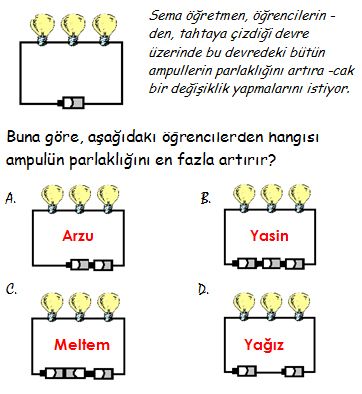 Sema öğretmen, öğrencilerin -
den, tahtaya çizdiği devre
üzerinde bu devredeki bütün
ampullerin parlaklığını artıra -cak
bir değişiklik yapmalarını istiyor.
Buna göre, aşağıdaki öğrencilerden hangisi
ampulün parlaklığını en fazla artırır?
A.
Arzu
B.
Yasin
C.
Meltem
D.
Yağız